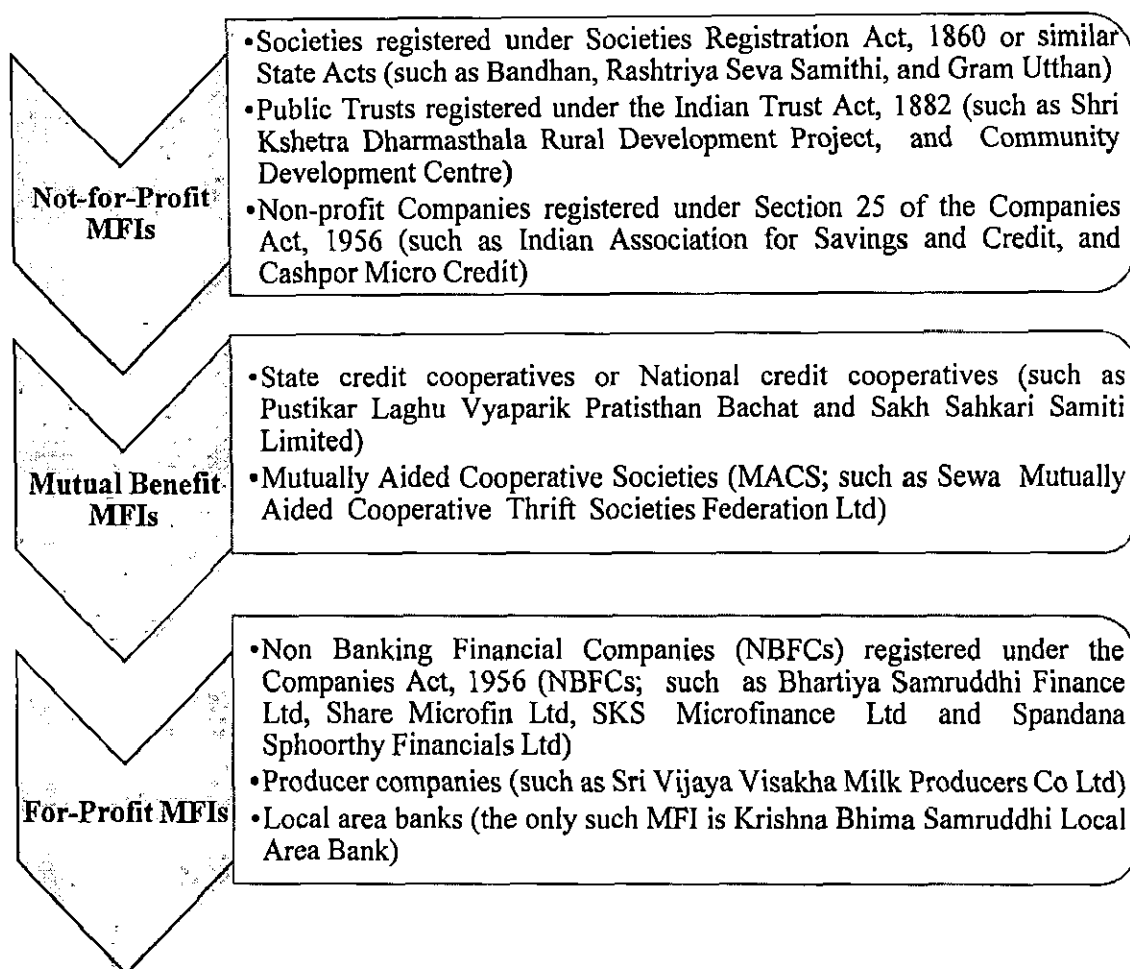 •Societies registered under Societies Registration Act, 1860 or similar
State Acts (such as Bandhan, Rashtriya Seva Samithi, and Gram Utthan)
•Public Trusts registered under the Indian Trust Act, 1882 (such as Shri
Kshetra Dharmasthala Rural Development Project, and Community
Development Centre)
•Non-profit Companies registered under Section 25 of the Companies
Act, 1956 (such as Indian Association for Savings and Credit, and
Cashpor Micro Credit)
Not-for-Profit
MFIs
•State credit cooperatives or National credit cooperatives (such as
Pustikar Laghu Vyaparik Pratisthan Bachat and Sakh Sahkari Samiti
Limited)
•Mutually Aided Cooperative Societies (MACS; such as Sewa Mutually
Aided Cooperative Thrift Societies Federation Ltd)
Mutual Benefit
MFIs
•Non Banking Financial Companies (NBFCs) registered under the
Companies Act, 1956 (NBFCs; such as Bhartiya Samruddhi Finance
Ltd, Share Microfin Ltd, SKS Microfinance Ltd and Spandana
Sphoorthy Financials Ltd)
•Producer companies (such as Sri Vijaya Visakha Milk Producers Co Ltd)
•Local area banks (the only such MFI is Krishna Bhima Samruddhi Local
Area Bank)
For-Profit MFIs